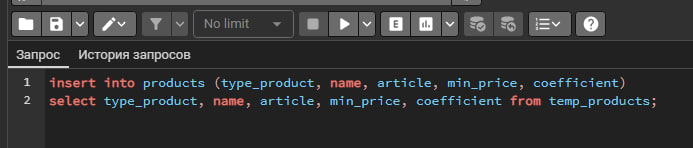 No limit
E
Запрос История запросов
1 insert into products (type_product, name, article, min_price, coefficient)
2 select type_product, name, article, min_price, coefficient from temp_products;